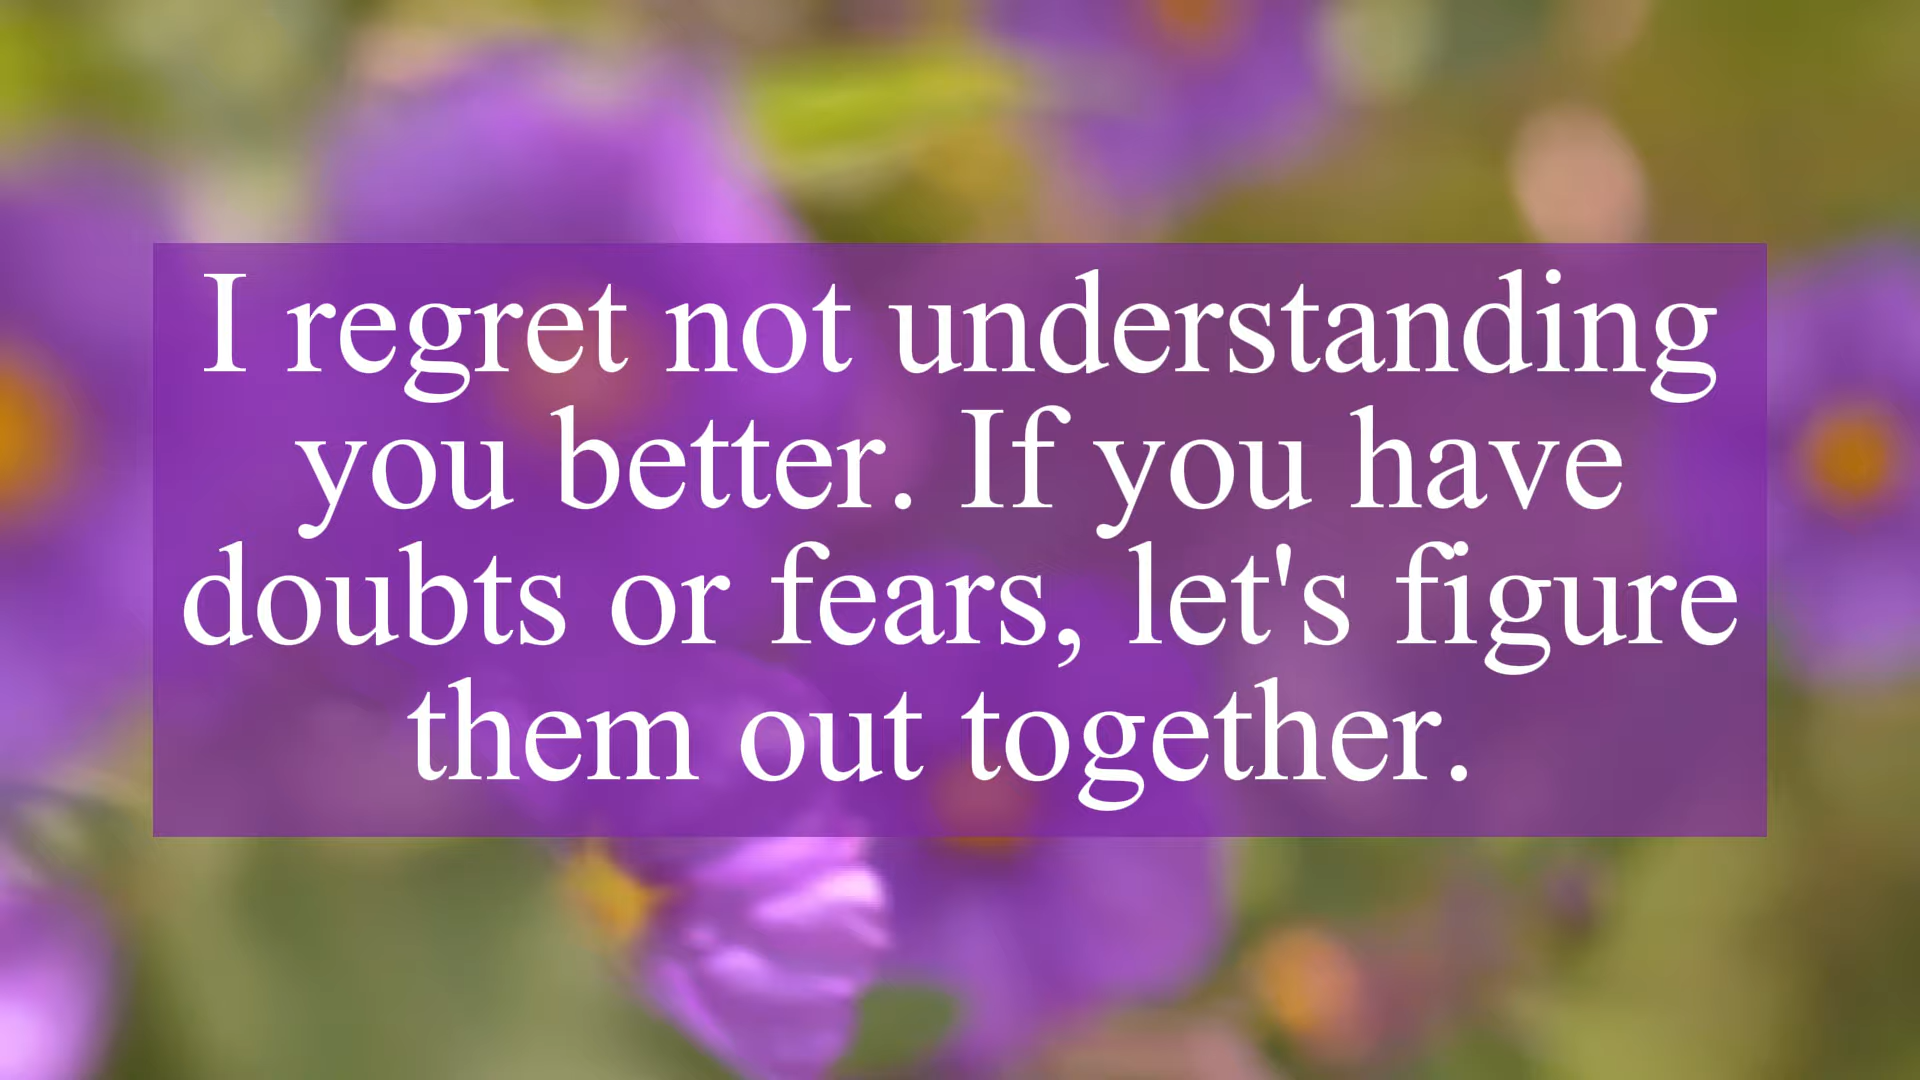 I regret not understanding
you better. If you have
doubts or fears, let's figure
them out together.